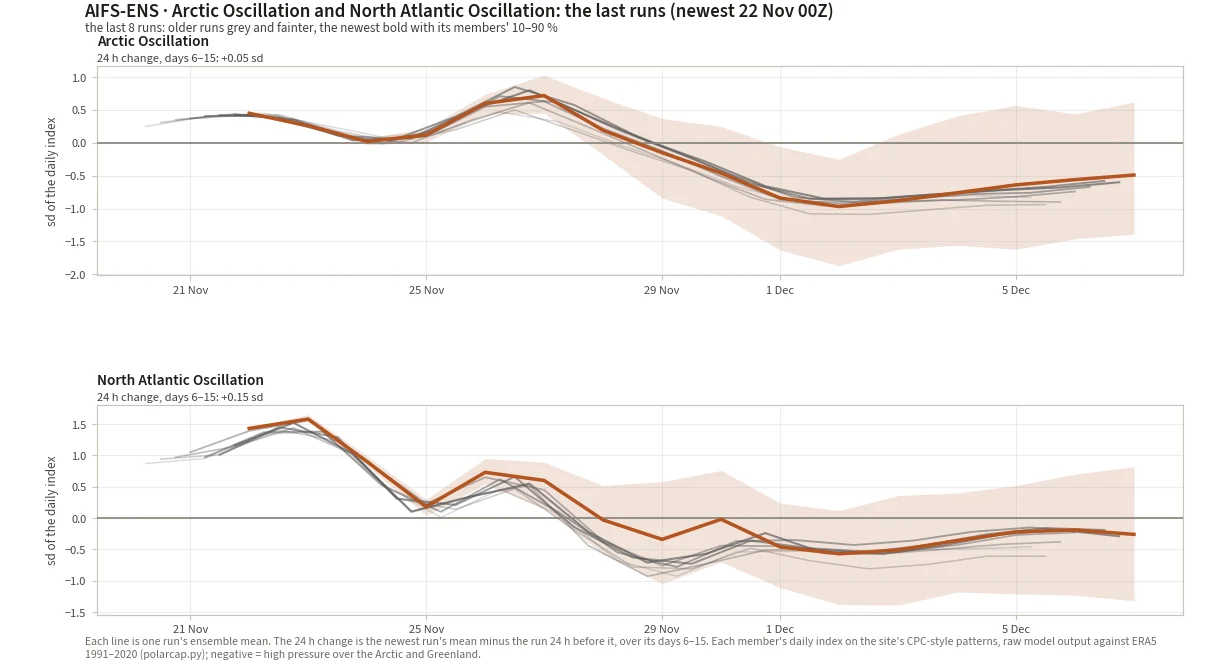 AIFS-ENS · Arctic Oscillation and North Atlantic Oscillation: the last runs (newest 22 Nov 00Z)
the last 8 runs: older runs grey and fainter, the newest bold with its members' 10–90 %
Arctic Oscillation
24 h change, days 6–15: +0.05 sd
sd of the daily index
1.0
0.5
0.0
−0.5
−1.0
−1.5
−2.0
21 Nov 25 Nov 29 Nov 1 Dec 5 Dec
North Atlantic Oscillation
24 h change, days 6–15: +0.15 sd
sd of the daily index
1.5
1.0
0.5
0.0
−0.5
−1.0
−1.5
21 Nov 25 Nov 29 Nov 1 Dec 5 Dec
Each line is one run's ensemble mean. The 24 h change is the newest run's mean minus the run 24 h before it, over its days 6–15. Each member's daily index on the site's CPC-style patterns, raw model output against ERA5
1991–2020 (polarcap.py); negative = high pressure over the Arctic and Greenland.